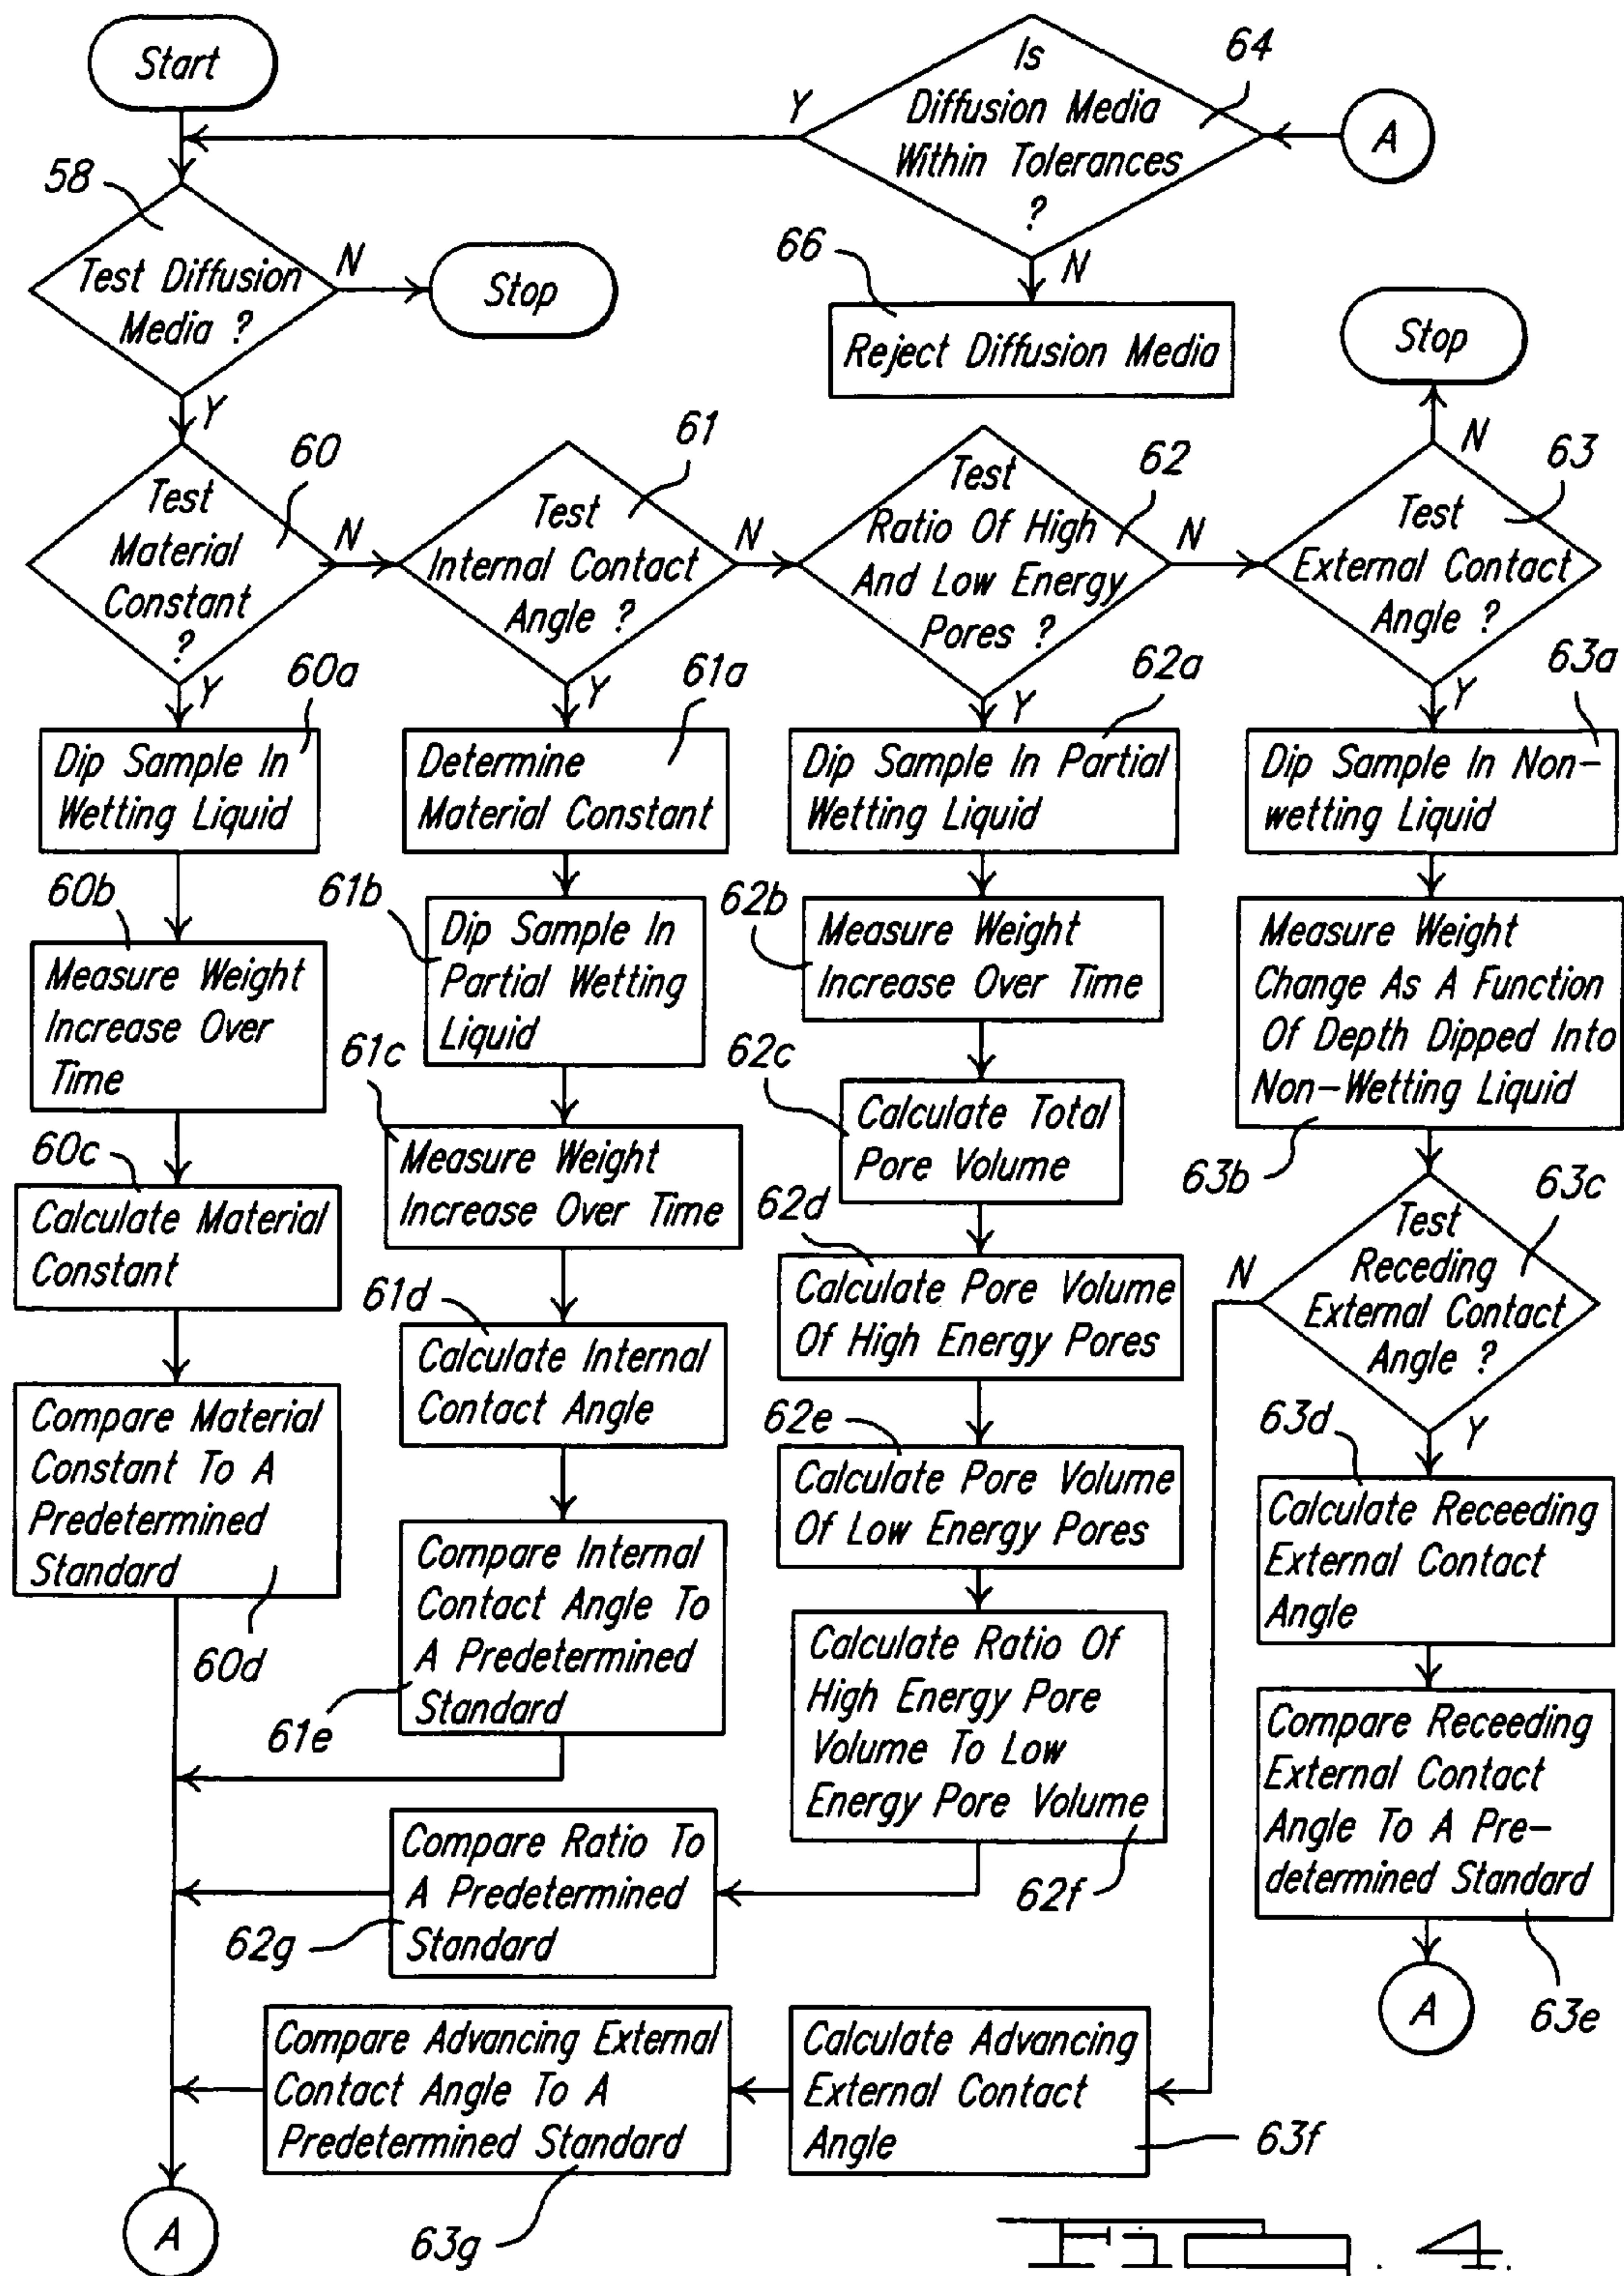 Start
Is
Diffusion Media
Within Tolerances
?
64
Y
A
58
Test Diffusion
Media ?
N
Stop
66
N
Reject Diffusion Media
Stop
Y
60
Test
Material
Constant
?
N
61
Test
Internal Contact
Angle ?
N
62
Test
Ratio Of High
And Low Energy
Pores ?
N
N
63
Test
External Contact
Angle ?
Y
60a
Dip Sample In
Wetting Liquid
60b
Measure Weight
Increase Over
Time
60c
Calculate Material
Constant
Compare Material
Constant To A
Predetermined
Standard
60d
Y
61a
Determine
Material Constant
61b
Dip Sample In
Partial Wetting
Liquid
61c
Measure Weight
Increase Over Time
61d
Calculate Internal
Contact Angle
Compare Internal
Contact Angle To
A Predetermined
Standard
61e
Y
62a
Dip Sample In Partial
Wetting Liquid
62b
Measure Weight
Increase Over Time
62c
Calculate Total
Pore Volume
62d
Calculate Pore Volume
Of High Energy Pores
62e
Calculate Pore Volume
Of Low Energy Pores
Calculate Ratio Of
High Energy Pore
Volume To Low
Energy Pore Volume
62f
Compare Ratio To
A Predetermined
Standard
62g
Y
63a
Dip Sample In Non-
wetting Liquid
Measure Weight
Change As A Function
Of Depth Dipped Into
Non-Wetting Liquid
63b
63c
Test
Receding
External Contact
Angle ?
N
Y
63d
Calculate Receeding
External Contact
Angle
Compare Receeding
External Contact
Angle To A Pre-
determined Standard
63e
A
Calculate Advancing
External Contact
Angle
63f
Compare Advancing External
Contact Angle To A
Predetermined Standard
63g
A
FIG. 4.